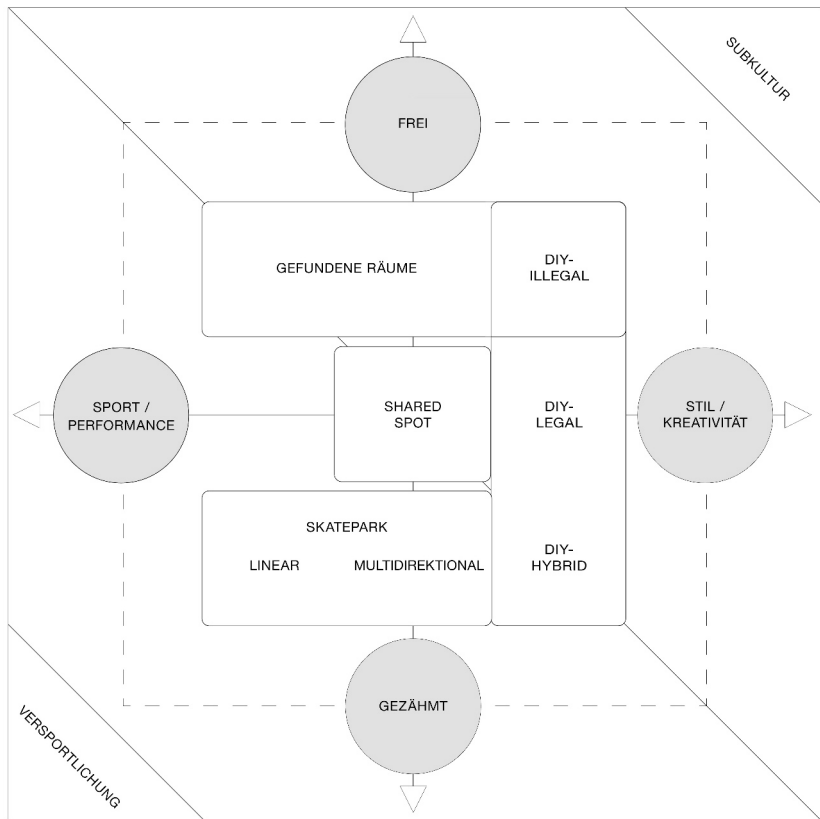 SUBKULTUR
FREI
GEFUNDENE RÄUME
DIY-
ILLEGAL
SPORT /
PERFORMANCE
SHARED
SPOT
DIY-
LEGAL
STIL /
KREATIVITÄT
SKATEPARK
LINEAR
MULTIDIREKTIONAL
DIY-
HYBRID
GEZÄHMT
VERSPORTLICHUNG